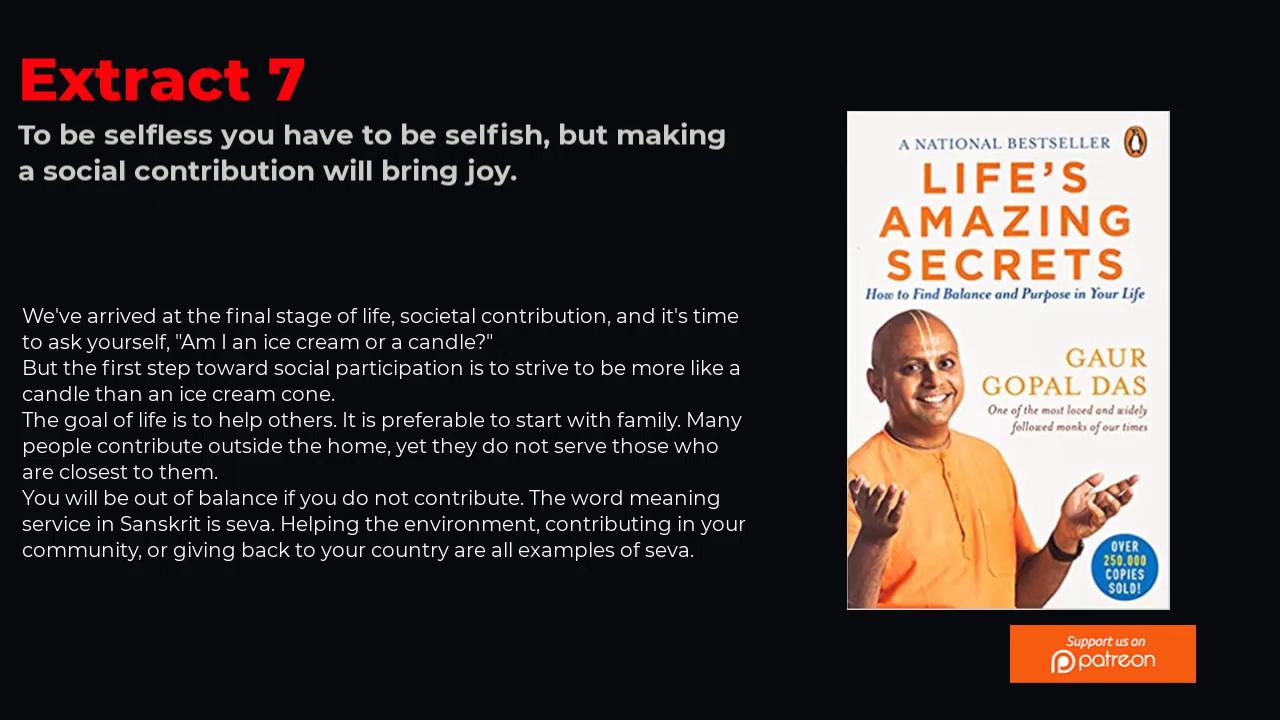 Extract 7
To be selfless you have to be selfish, but making
a social contribution will bring joy.
We've arrived at the final stage of life, societal contribution, and it's time
to ask yourself, "Am I an ice cream or a candle?"
But the first step toward social participation is to strive to be more like a
candle than an ice cream cone.
The goal of life is to help others. It is preferable to start with family. Many
people contribute outside the home, yet they do not serve those who
are closest to them.
You will be out of balance if you do not contribute. The word meaning
service in Sanskrit is seva. Helping the environment, contributing in your
community, or giving back to your country are all examples of seva.
A NATIONAL BESTSELLER
LIFE'S
AMAZING
SECRETS
How to Find Balance and Purpose in Your Life
GAUR
GOPAL DAS
One of the most loved and widely
followed monks of our times
OVER
250,000
COPIES
SOLD!
Support us on
patreon